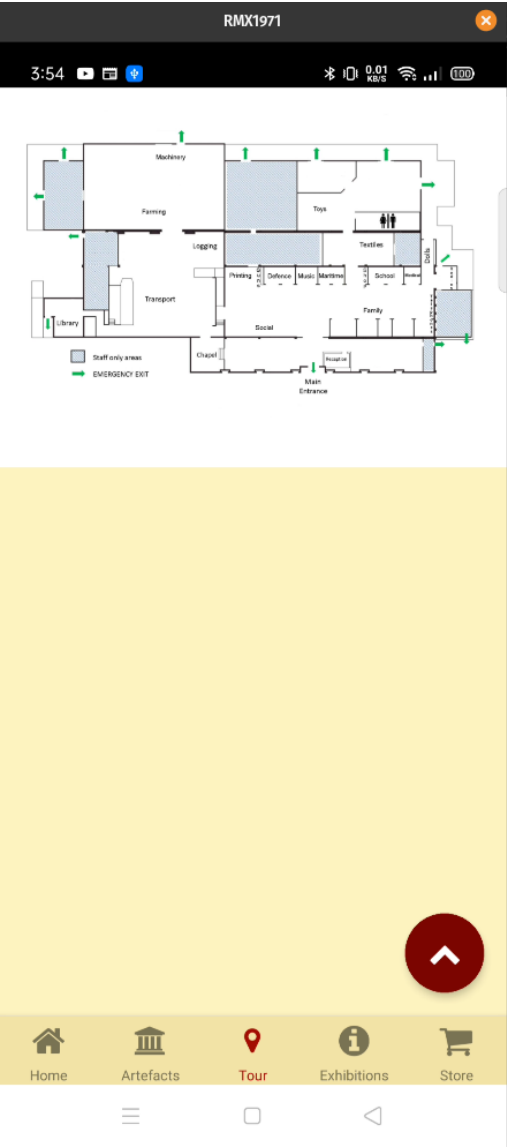 RMX1971
3:54
0.01
KB/S
100
Machinery
Farming
Toys
Logging
Textiles
Dolls
Printing
Defence
Music
Maritime
School
Medical
Transport
Family
Library
Social
Chapel
Reception
Staff only areas
EMERGENCY EXIT
Main
Entrance
Home
Artefacts
Tour
Exhibitions
Store